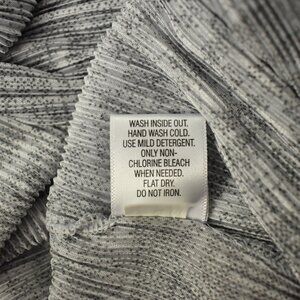 WASH INSIDE OUT.
HAND WASH COLD.
USE MILD DETERGENT.
ONLY NON-
CHLORINE BLEACH
WHEN NEEDED.
FLAT DRY.
DO NOT IRON.